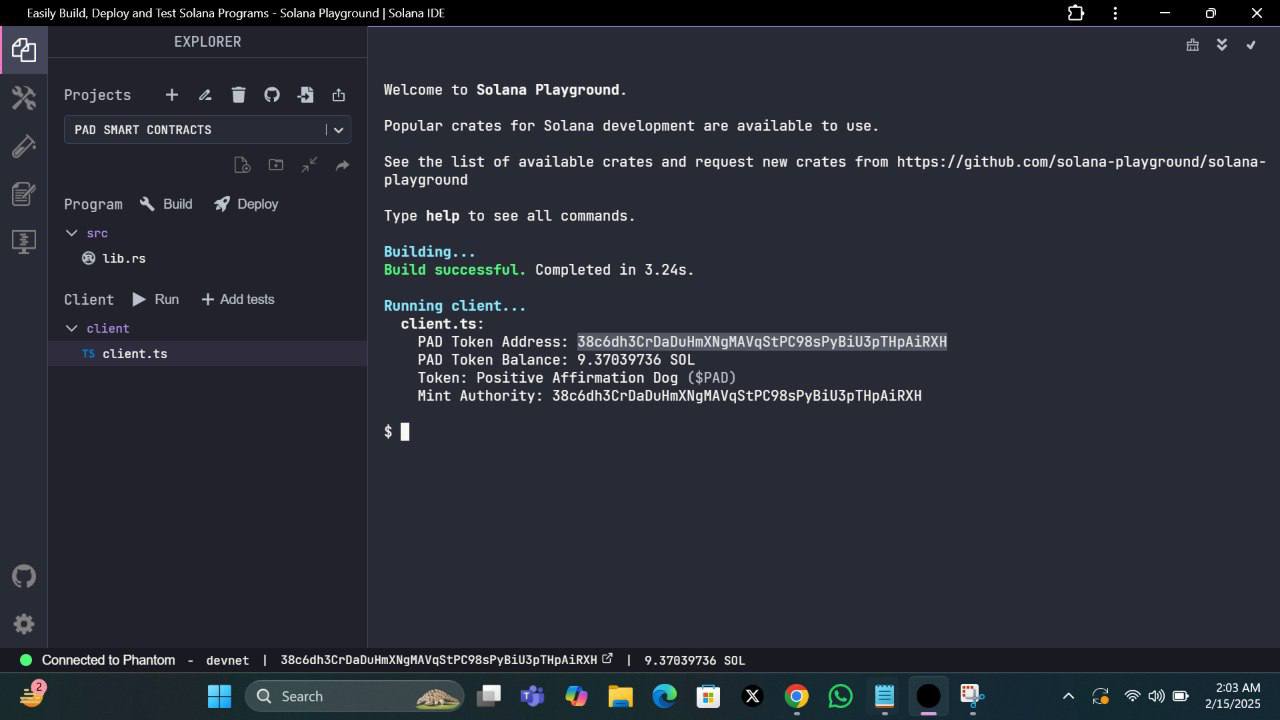 Easily Build, Deploy and Test Solana Programs - Solana Playground | Solana IDE
EXPLORER
Projects
PAD SMART CONTRACTS
Program Build Deploy
src
lib.rs
Client Run Add tests
client
TS client.ts
Welcome to Solana Playground.
Popular crates for Solana development are available to use.
See the list of available crates and request new crates from https://github.com/solana-playground/solana-
playground
Type help to see all commands.
Building...
Build successful. Completed in 3.24s.
Running client...
client.ts:
PAD Token Address: 38c6dh3CrDaDuHmXNgMAVqStPC98sPyBiU3pTHpAiRXH
PAD Token Balance: 9.37039736 SOL
Token: Positive Affirmation Dog ($PAD)
Mint Authority: 38c6dh3CrDaDuHmXNgMAVqStPC98sPyBiU3pTHpAiRXH
$
Connected to Phantom - devnet | 38c6dh3CrDaDuHmXNgMAVqStPC98sPyBiU3pTHpAiRXH | 9.37039736 SOL
2
Search
2:03 AM
2/15/2025